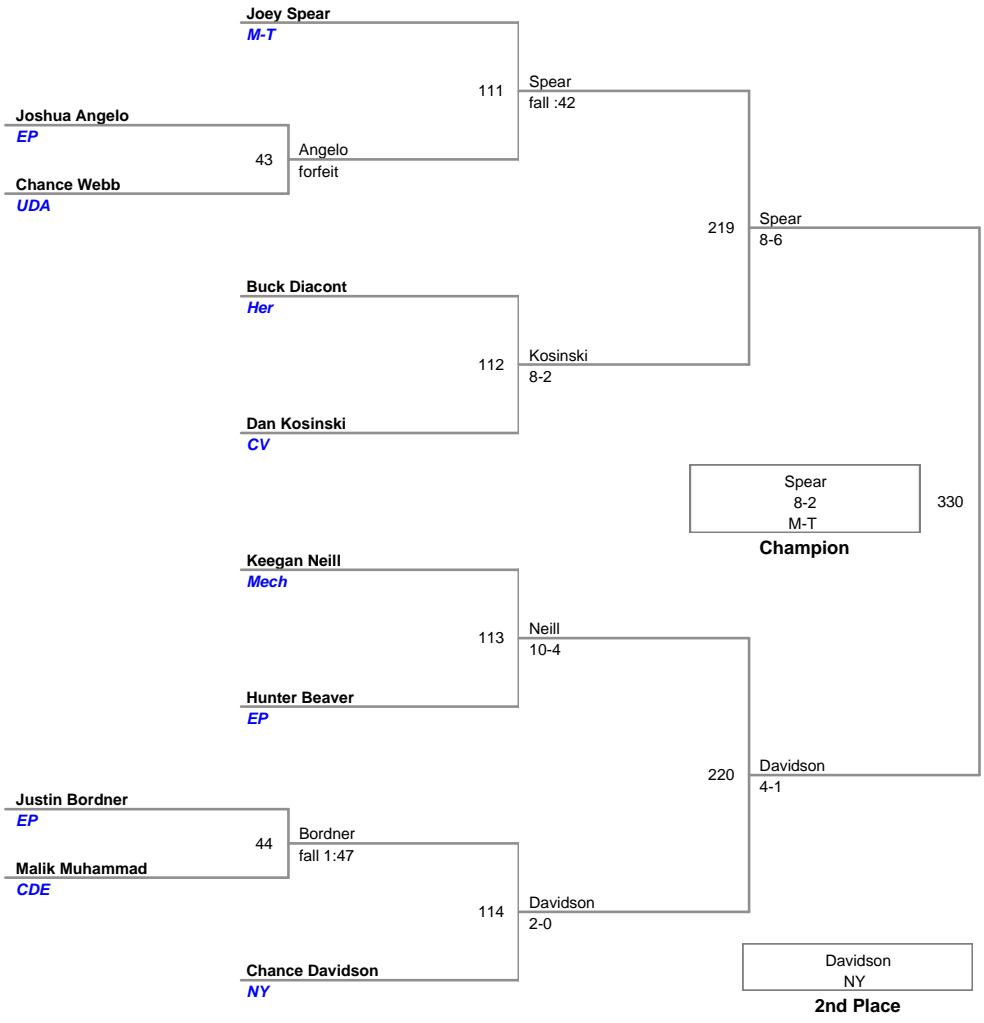 Joey Spear
M-T
111
Spear
fall :42
Joshua Angelo
EP
43
Angelo
forfeit
Chance Webb
UDA
219
Spear
8-6
Buck Diacont
Her
112
Kosinski
8-2
Dan Kosinski
CV
Spear
8-2
M-T
330
Champion
Keegan Neill
Mech
113
Neill
10-4
Hunter Beaver
EP
220
Davidson
4-1
Justin Bordner
EP
44
Bordner
fall 1:47
Malik Muhammad
CDE
114
Davidson
2-0
Chance Davidson
NY
Davidson
NY
2nd Place